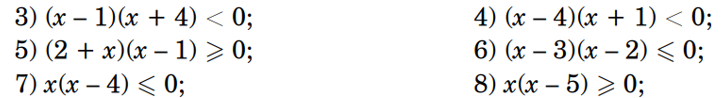 3) (x – 1)(x + 4) < 0; 4) (x – 4)(x + 1) < 0;
5) (2 + x)(x – 1) ⩾ 0; 6) (x – 3)(x – 2) ⩽ 0;
7) x(x – 4) ⩽ 0; 8) x(x – 5) ⩾ 0;